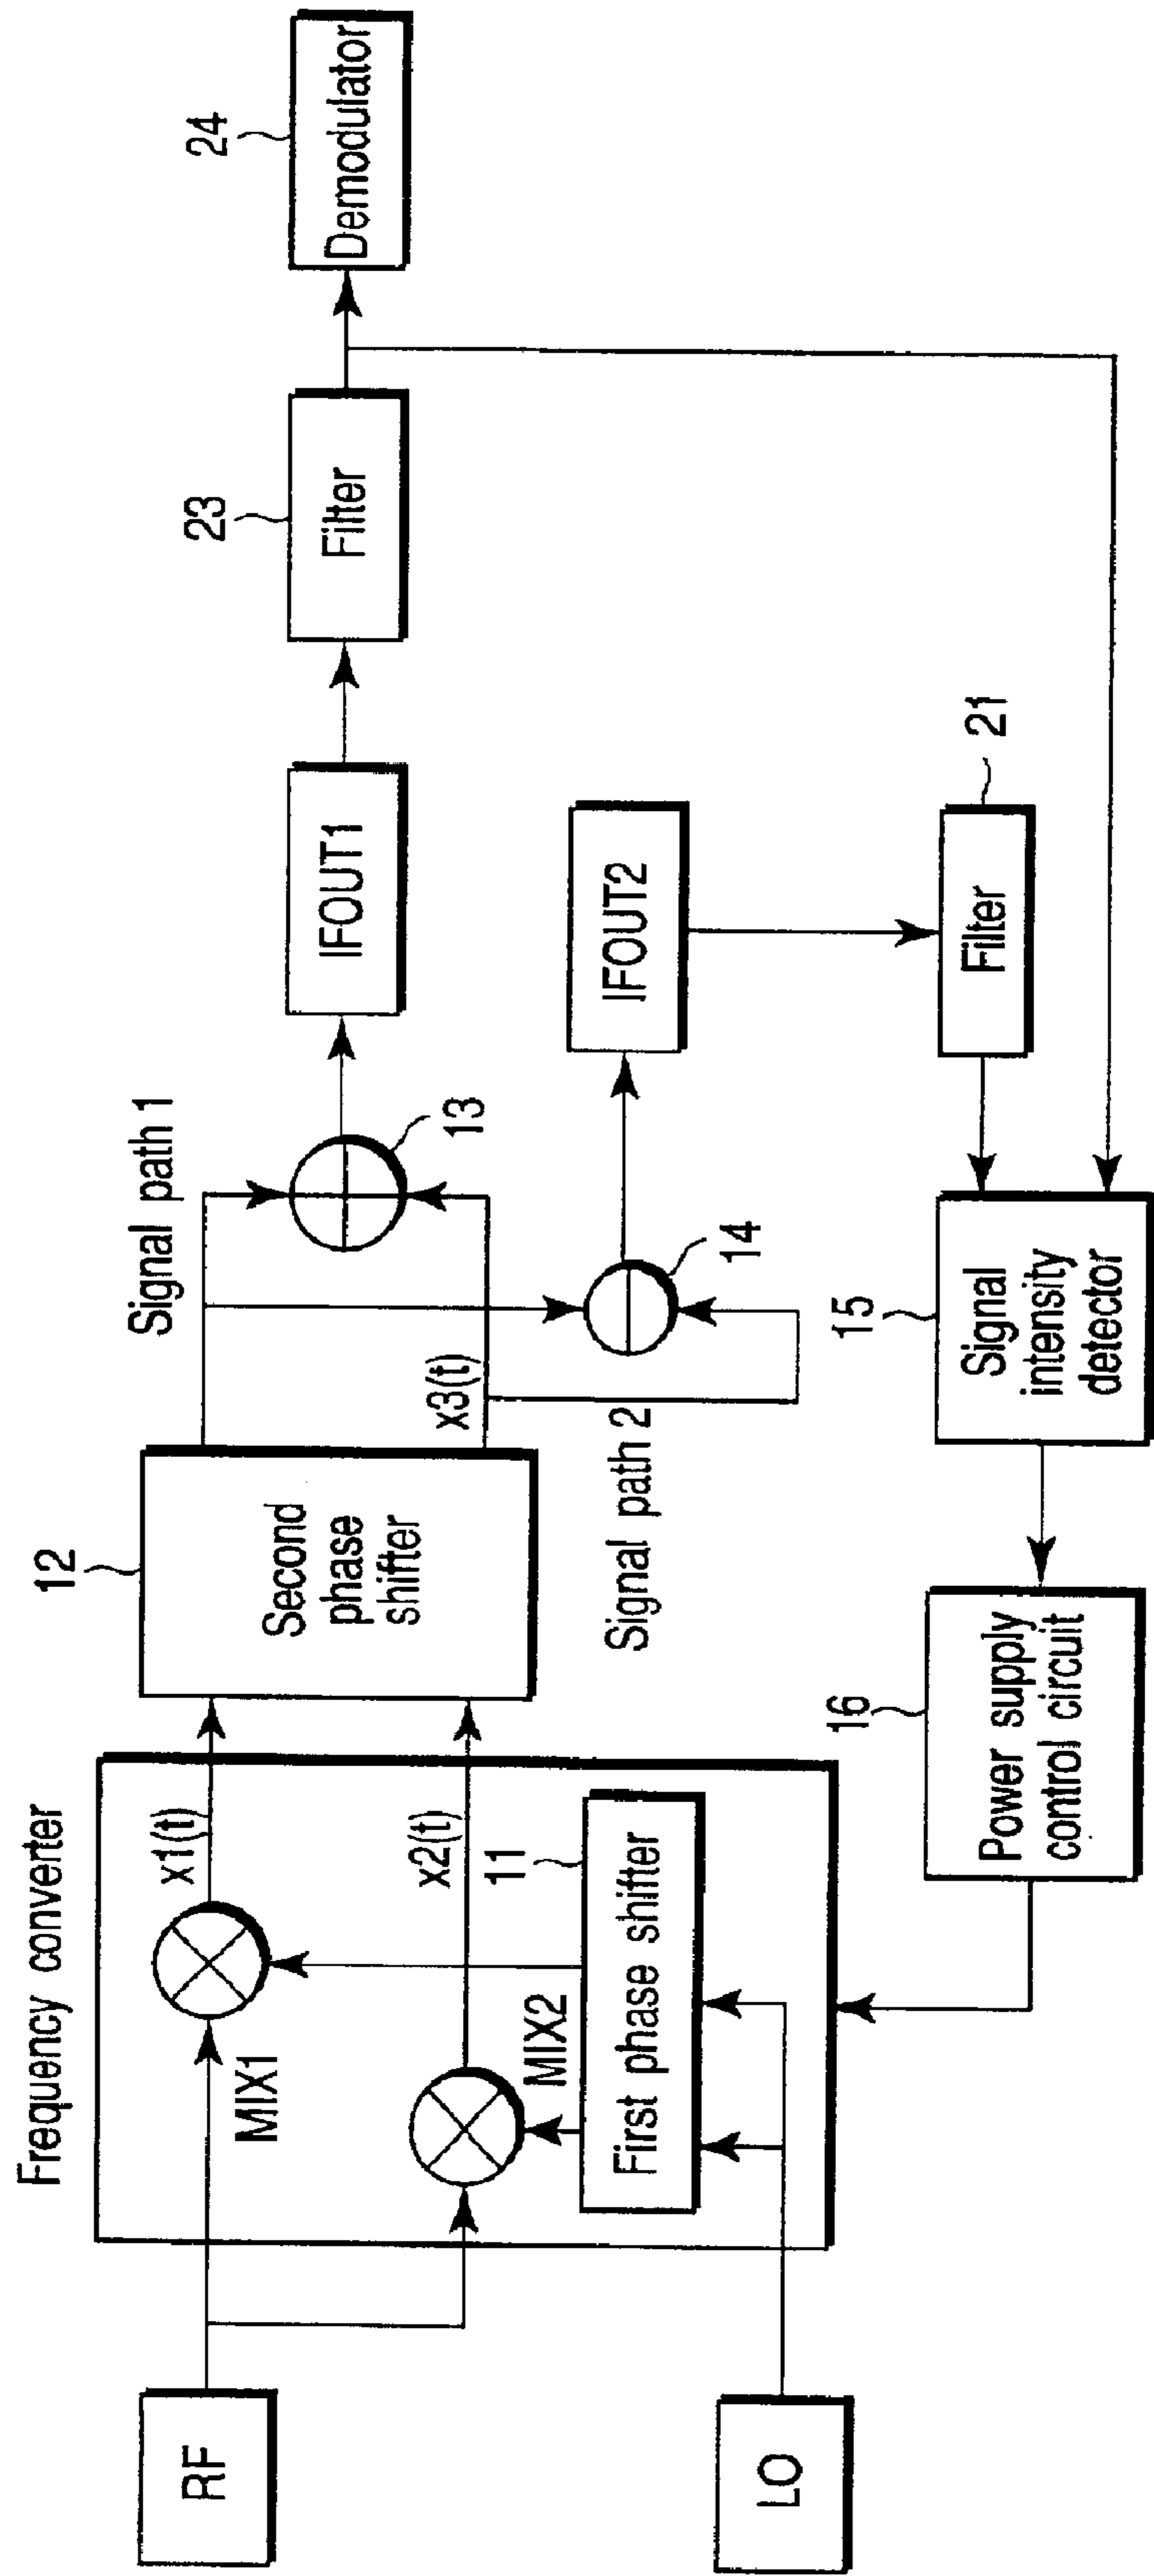 Frequency converter
RF
LO
MIX1
MIX2
x1(t)
x2(t)
11
First phase shifter
12
Second
phase
shifter
Signal path 1
x3(t)
Signal path 2
13
14
IFOUT1
IFOUT2
23
Filter
24
Demodulator
21
Filter
15
Signal
intensity
detector
16
Power supply
control circuit